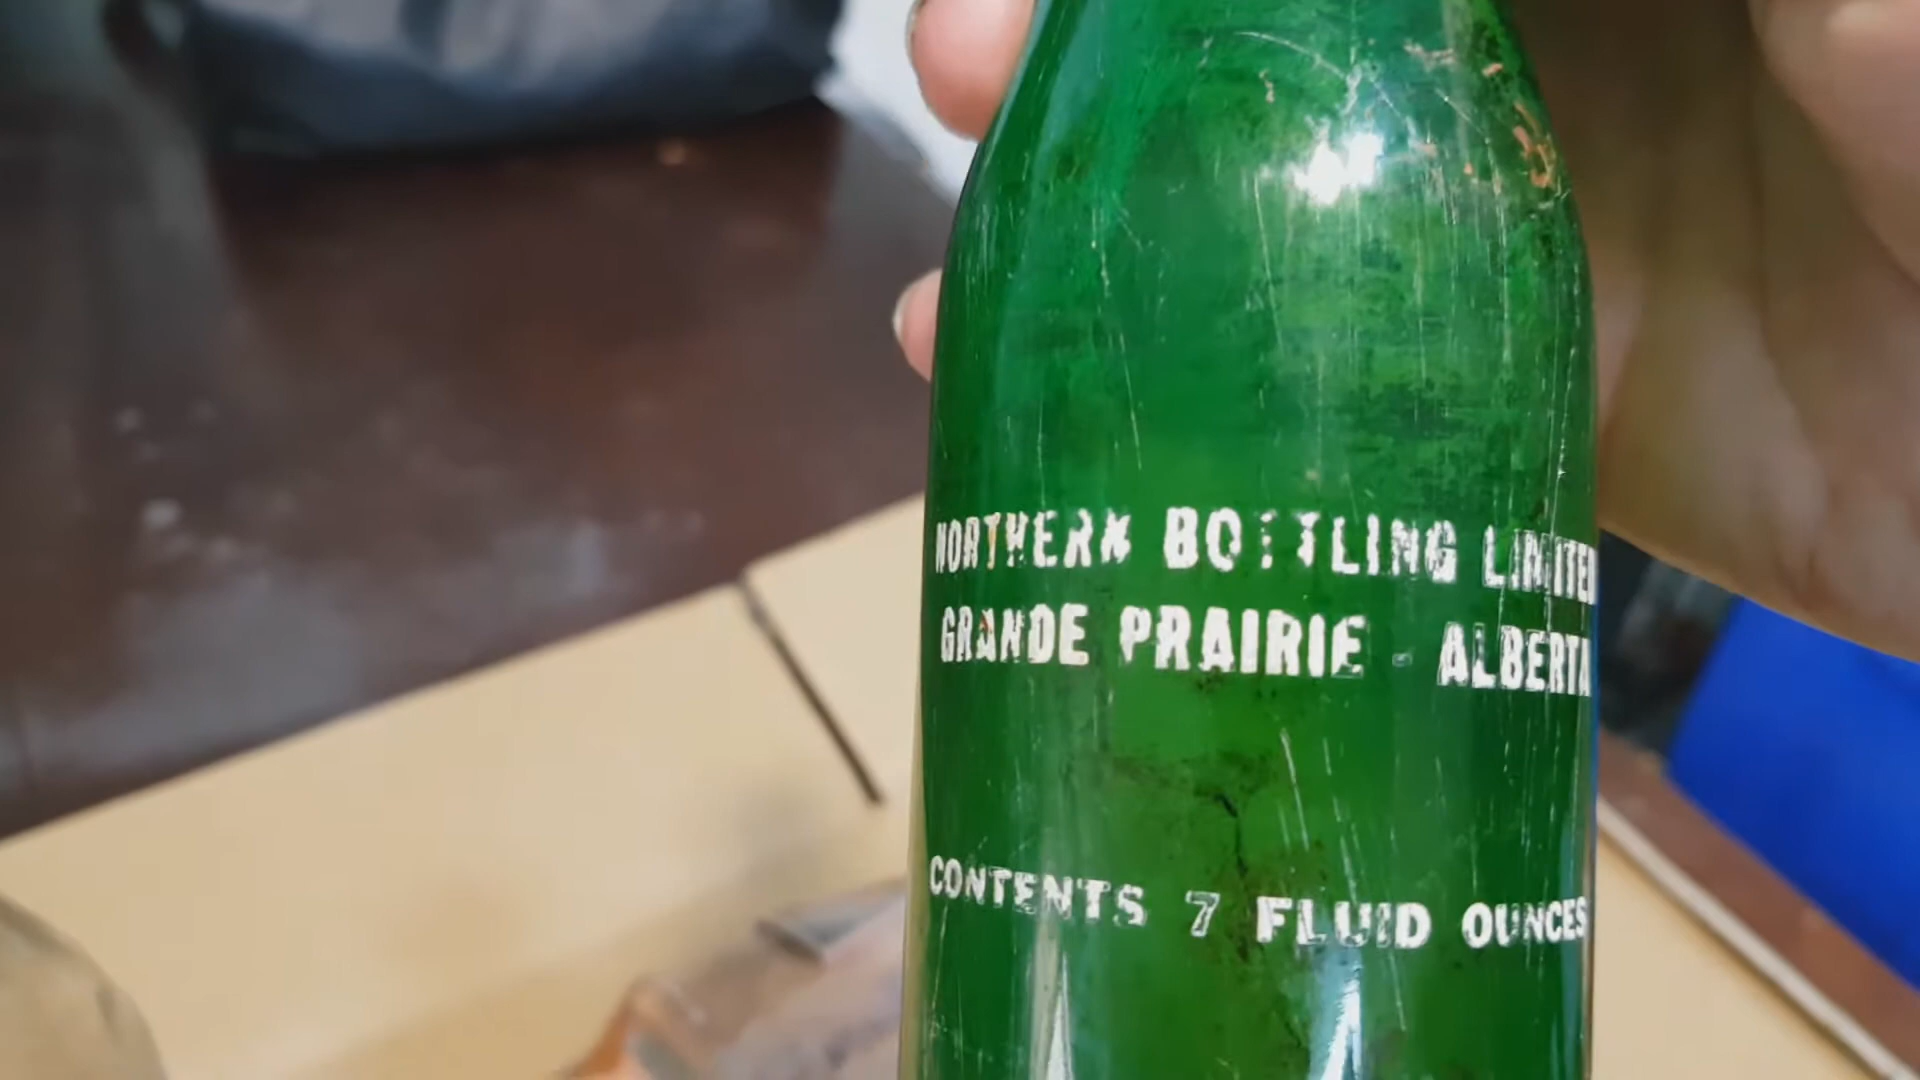 NORTHERN BOTTLING LIMITED
GRANDE PRAIRIE - ALBERTA
CONTENTS 7 FLUID OUNCES